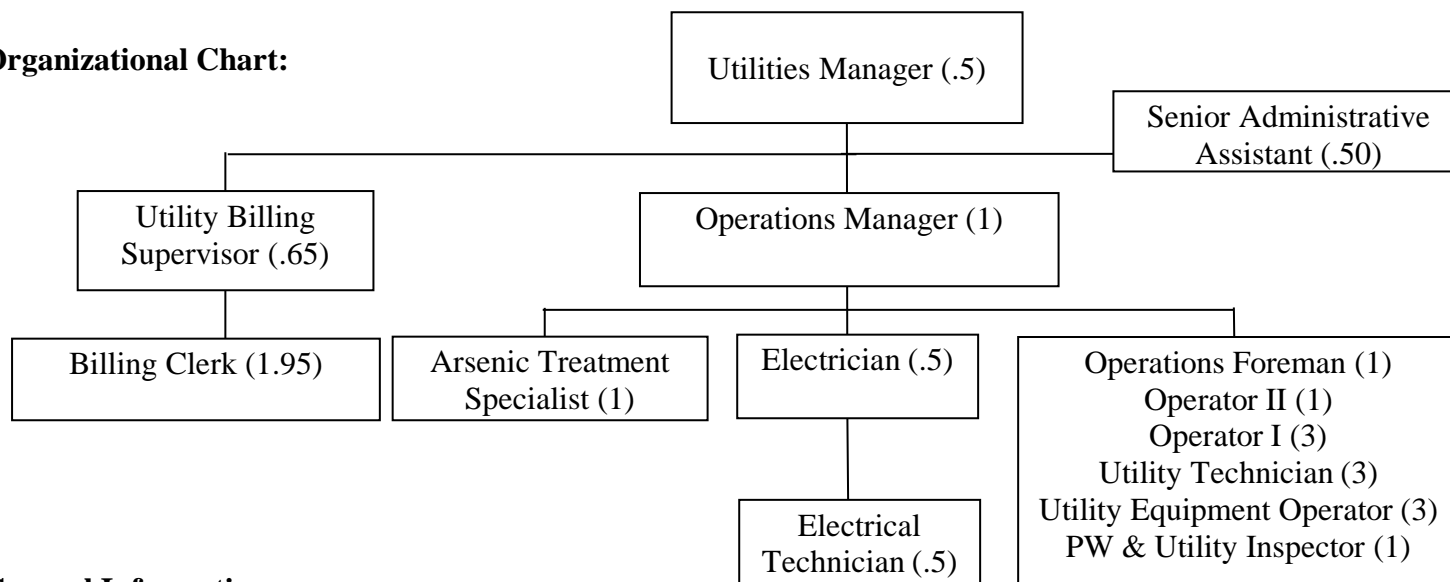 Organizational Chart:
Utilities Manager (.5)
Senior Administrative
Assistant (.50)
Utility Billing
Supervisor (.65)
Operations Manager (1)
Billing Clerk (1.95)
Arsenic Treatment
Specialist (1)
Electrician (.5)
Operations Foreman (1)
Operator II (1)
Operator I (3)
Utility Technician (3)
Utility Equipment Operator (3)
PW & Utility Inspector (1)
Electrical
Technician (.5)